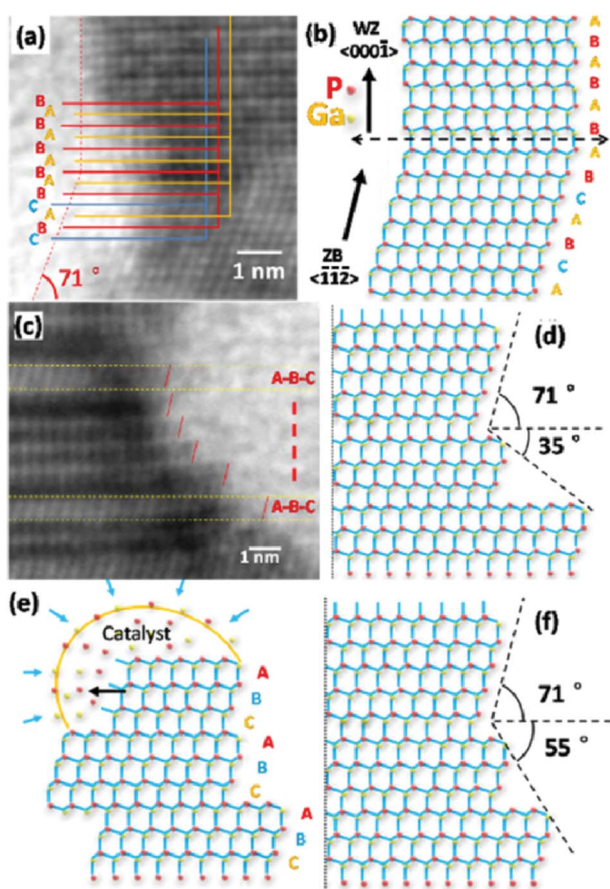 (a)
B
A
B
A
B
A
B
A
B
C
A
B
C
71 °
1 nm
(b)
WZ
<0001̄>
P
Ga
ZB
<1̄1̄2̄>
A
B
A
B
A
B
A
B
C
A
B
C
A
(c)
A-B-C
A-B-C
1 nm
(d)
71 °
35 °
(e)
Catalyst
A
B
C
A
B
C
A
B
C
(f)
71 °
55 °